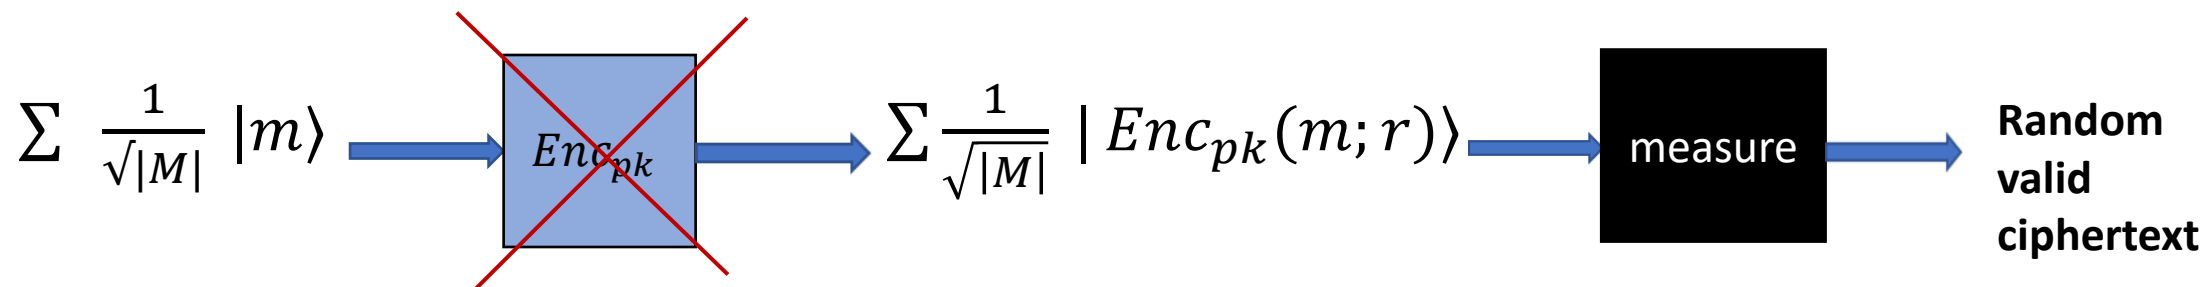 ∑ 1/√|M| |m⟩
Enc_pk
∑ 1/√|M| | Enc_pk(m; r)⟩
measure
Random
valid
ciphertext